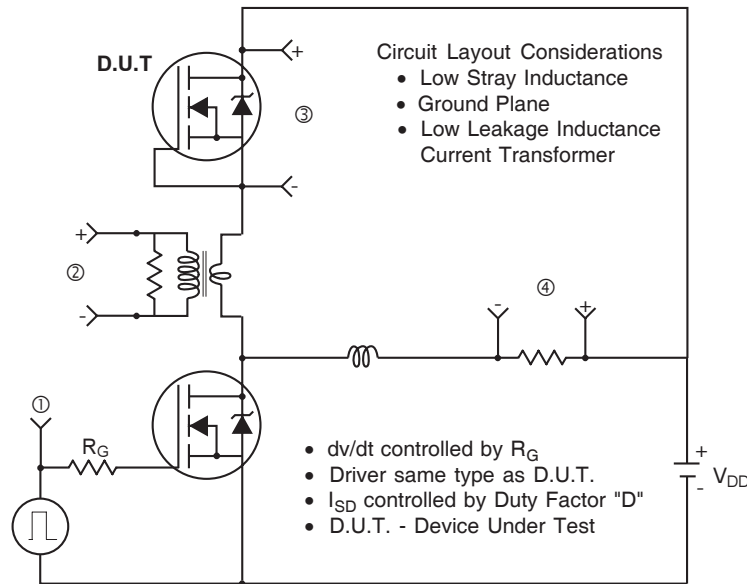 D.U.T
+
③
-
Circuit Layout Considerations
• Low Stray Inductance
• Ground Plane
• Low Leakage Inductance
Current Transformer
+
②
-
④
-
+
①
RG
• dv/dt controlled by RG
• Driver same type as D.U.T.
• ISD controlled by Duty Factor "D"
• D.U.T. - Device Under Test
+
VDD
-